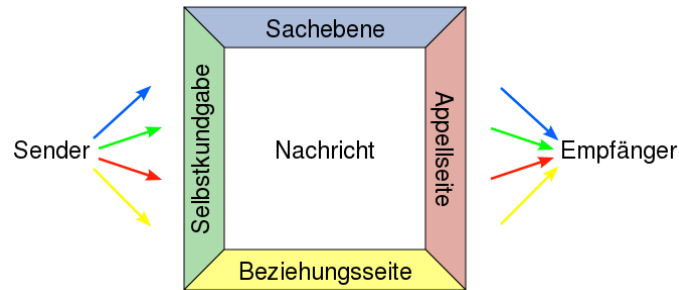 Sachebene
Sender
Selbstkundgabe
Nachricht
Appellseite
Empfänger
Beziehungsseite